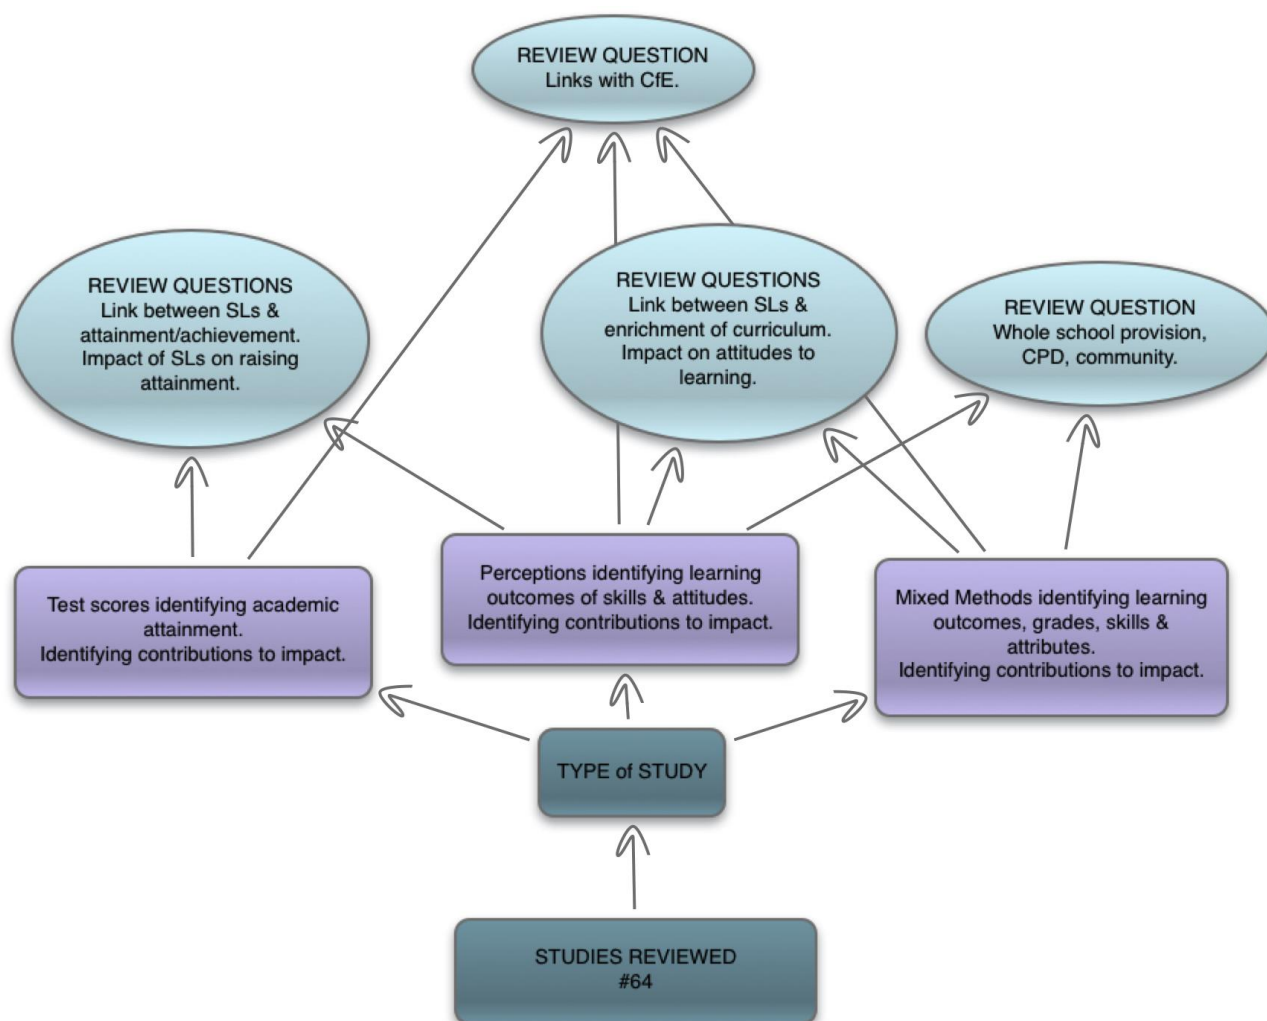 REVIEW QUESTION
Links with CfE.
REVIEW QUESTIONS
Link between SLs &
attainment/achievement.
Impact of SLs on raising
attainment.
REVIEW QUESTIONS
Link between SLs &
enrichment of curriculum.
Impact on attitudes to
learning.
REVIEW QUESTION
Whole school provision,
CPD, community.
Test scores identifying academic
attainment.
Identifying contributions to impact.
Perceptions identifying learning
outcomes of skills & attitudes.
Identifying contributions to impact.
Mixed Methods identifying learning
outcomes, grades, skills &
attributes.
Identifying contributions to impact.
TYPE of STUDY
STUDIES REVIEWED
#64